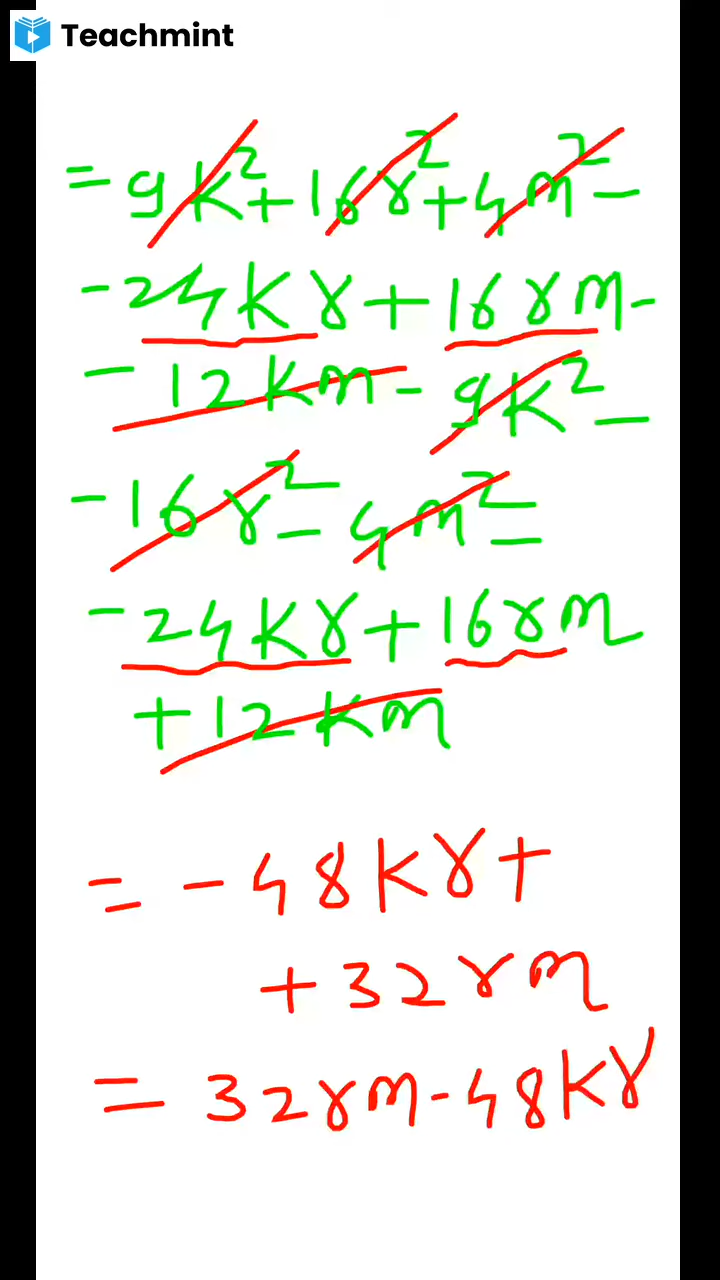 Teachmint
= 9k²+16r²+4m²-
-24kr+16rm-
-12km-9k²-
-16r²-4m²=
-24kr+16rm
+12km
= -48kr+
+32rm
= 32rm-48kr